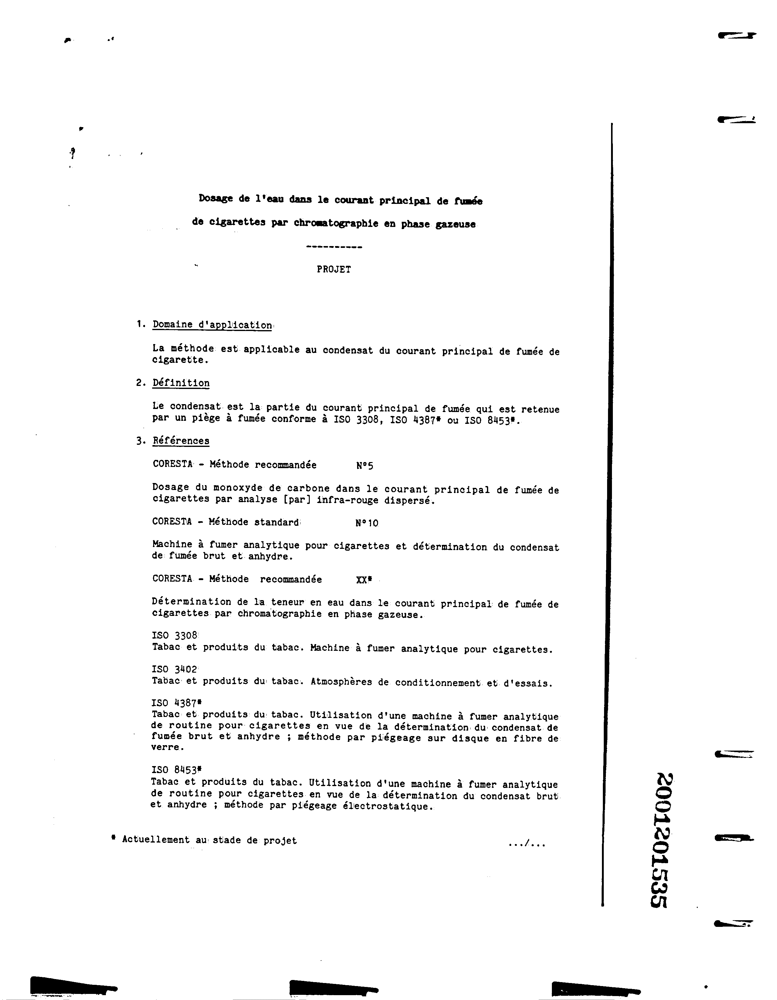 Dosage de l'eau dans le courant principal de fumée
de cigarettes par chromatographie en phase gazeuse
----------
PROJET
1. Domaine d'application
La méthode est applicable au condensat du courant principal de fumée de
cigarette.
2. Définition
Le condensat est la partie du courant principal de fumée qui est retenue
par un piège à fumée conforme à ISO 3308, ISO 4387* ou ISO 8453*.
3. Références
CORESTA - Méthode recommandée N°5
Dosage du monoxyde de carbone dans le courant principal de fumée de
cigarettes par analyse [par] infra-rouge dispersé.
CORESTA - Méthode standard N°10
Machine à fumer analytique pour cigarettes et détermination du condensat
de fumée brut et anhydre.
CORESTA - Méthode recommandée XX*
Détermination de la teneur en eau dans le courant principal de fumée de
cigarettes par chromatographie en phase gazeuse.
ISO 3308
Tabac et produits du tabac. Machine à fumer analytique pour cigarettes.
ISO 3402
Tabac et produits du tabac. Atmosphères de conditionnement et d'essais.
ISO 4387*
Tabac et produits du tabac. Utilisation d'une machine à fumer analytique
de routine pour cigarettes en vue de la détermination du condensat de
fumée brut et anhydre ; méthode par piégeage sur disque en fibre de
verre.
ISO 8453*
Tabac et produits du tabac. Utilisation d'une machine à fumer analytique
de routine pour cigarettes en vue de la détermination du condensat brut
et anhydre ; méthode par piégeage électrostatique.
* Actuellement au stade de projet .../...
2001201535